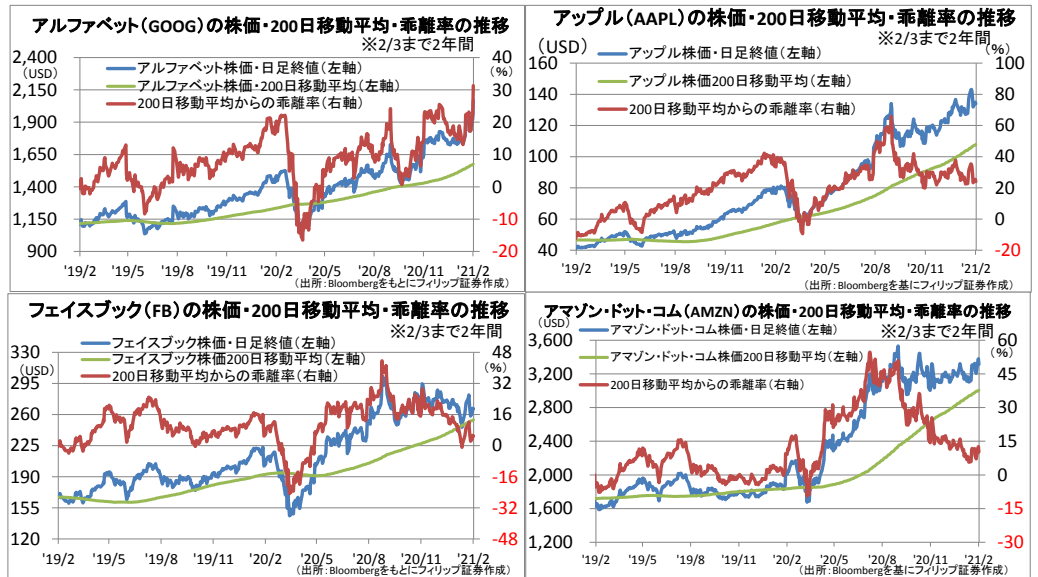 アルファベット(GOOG)の株価・200日移動平均・乖離率の推移
※2/3まで2年間
(USD)
(%)
アルファベット株価・日足終値(左軸)
アルファベット株価・200日移動平均(左軸)
200日移動平均からの乖離率(右軸)
2,400
2,150
1,900
1,650
1,400
1,150
900
40
30
20
10
0
-10
-20
'19/2 '19/5 '19/8 '19/11 '20/2 '20/5 '20/8 '20/11 '21/2
(出所:Bloombergをもとにフィリップ証券作成)
アップル(AAPL)の株価・200日移動平均・乖離率の推移
※2/3まで2年間
(USD)
(%)
アップル株価・日足終値(左軸)
アップル株価200日移動平均(左軸)
200日移動平均からの乖離率(右軸)
160
140
120
100
80
60
40
100
80
60
40
20
0
-20
'19/2 '19/5 '19/8 '19/11 '20/2 '20/5 '20/8 '20/11 '21/2
(出所:Bloombergを基にフィリップ証券作成)
フェイスブック(FB)の株価・200日移動平均・乖離率の推移
※2/3まで2年間
(USD)
(%)
フェイスブック株価・日足終値(左軸)
フェイスブック株価200日移動平均(左軸)
200日移動平均からの乖離率(右軸)
330
295
260
225
190
155
120
48
32
16
0
-16
-32
-48
'19/2 '19/5 '19/8 '19/11 '20/2 '20/5 '20/8 '20/11 '21/2
(出所:Bloombergをもとにフィリップ証券作成)
アマゾン・ドット・コム(AMZN)の株価・200日移動平均・乖離率の推移
※2/3まで2年間
(USD)
(%)
アマゾン・ドット・コム株価・日足終値(左軸)
アマゾン・ドット・コム株価200日移動平均(左軸)
200日移動平均からの乖離率(右軸)
3,600
3,200
2,800
2,400
2,000
1,600
1,200
60
45
30
15
0
-15
-30
'19/2 '19/5 '19/8 '19/11 '20/2 '20/5 '20/8 '20/11 '21/2
(出所:Bloombergを基にフィリップ証券作成)